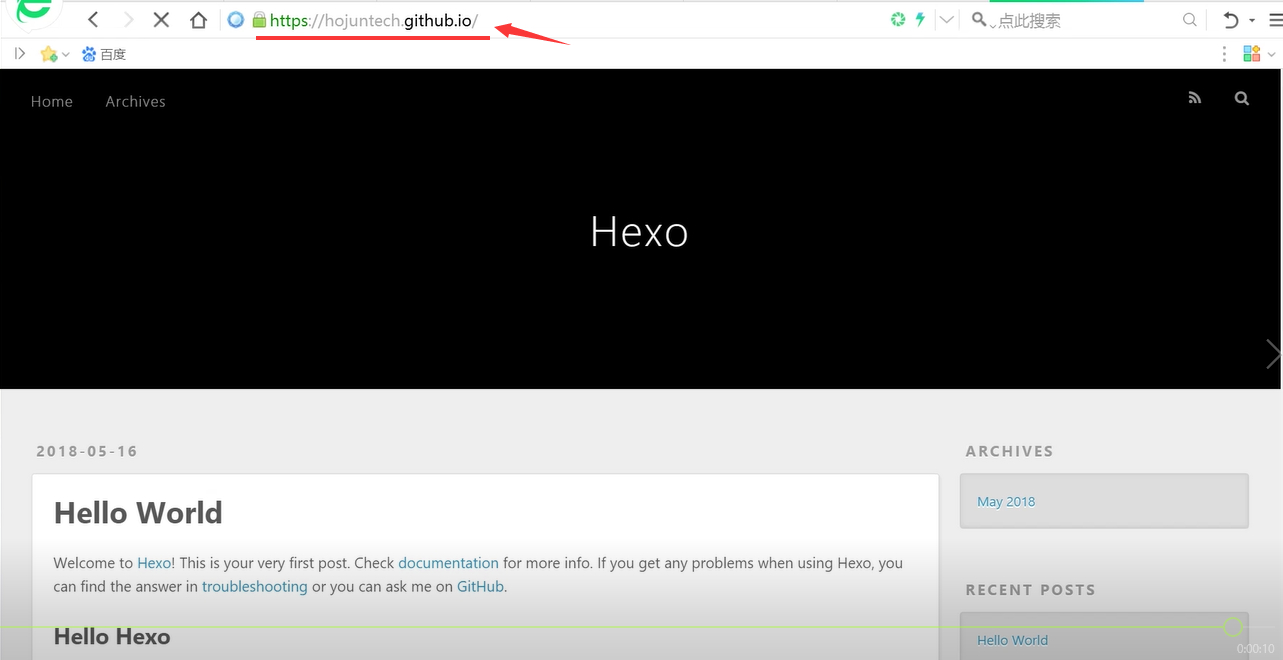 https://hojuntech.github.io/
点此搜索
百度
Home Archives
Hexo
2018-05-16
Hello World
Welcome to Hexo! This is your very first post. Check documentation for more info. If you get any problems when using Hexo, you
can find the answer in troubleshooting or you can ask me on GitHub.
Hello Hexo
ARCHIVES
May 2018
RECENT POSTS
Hello World
0:00:10